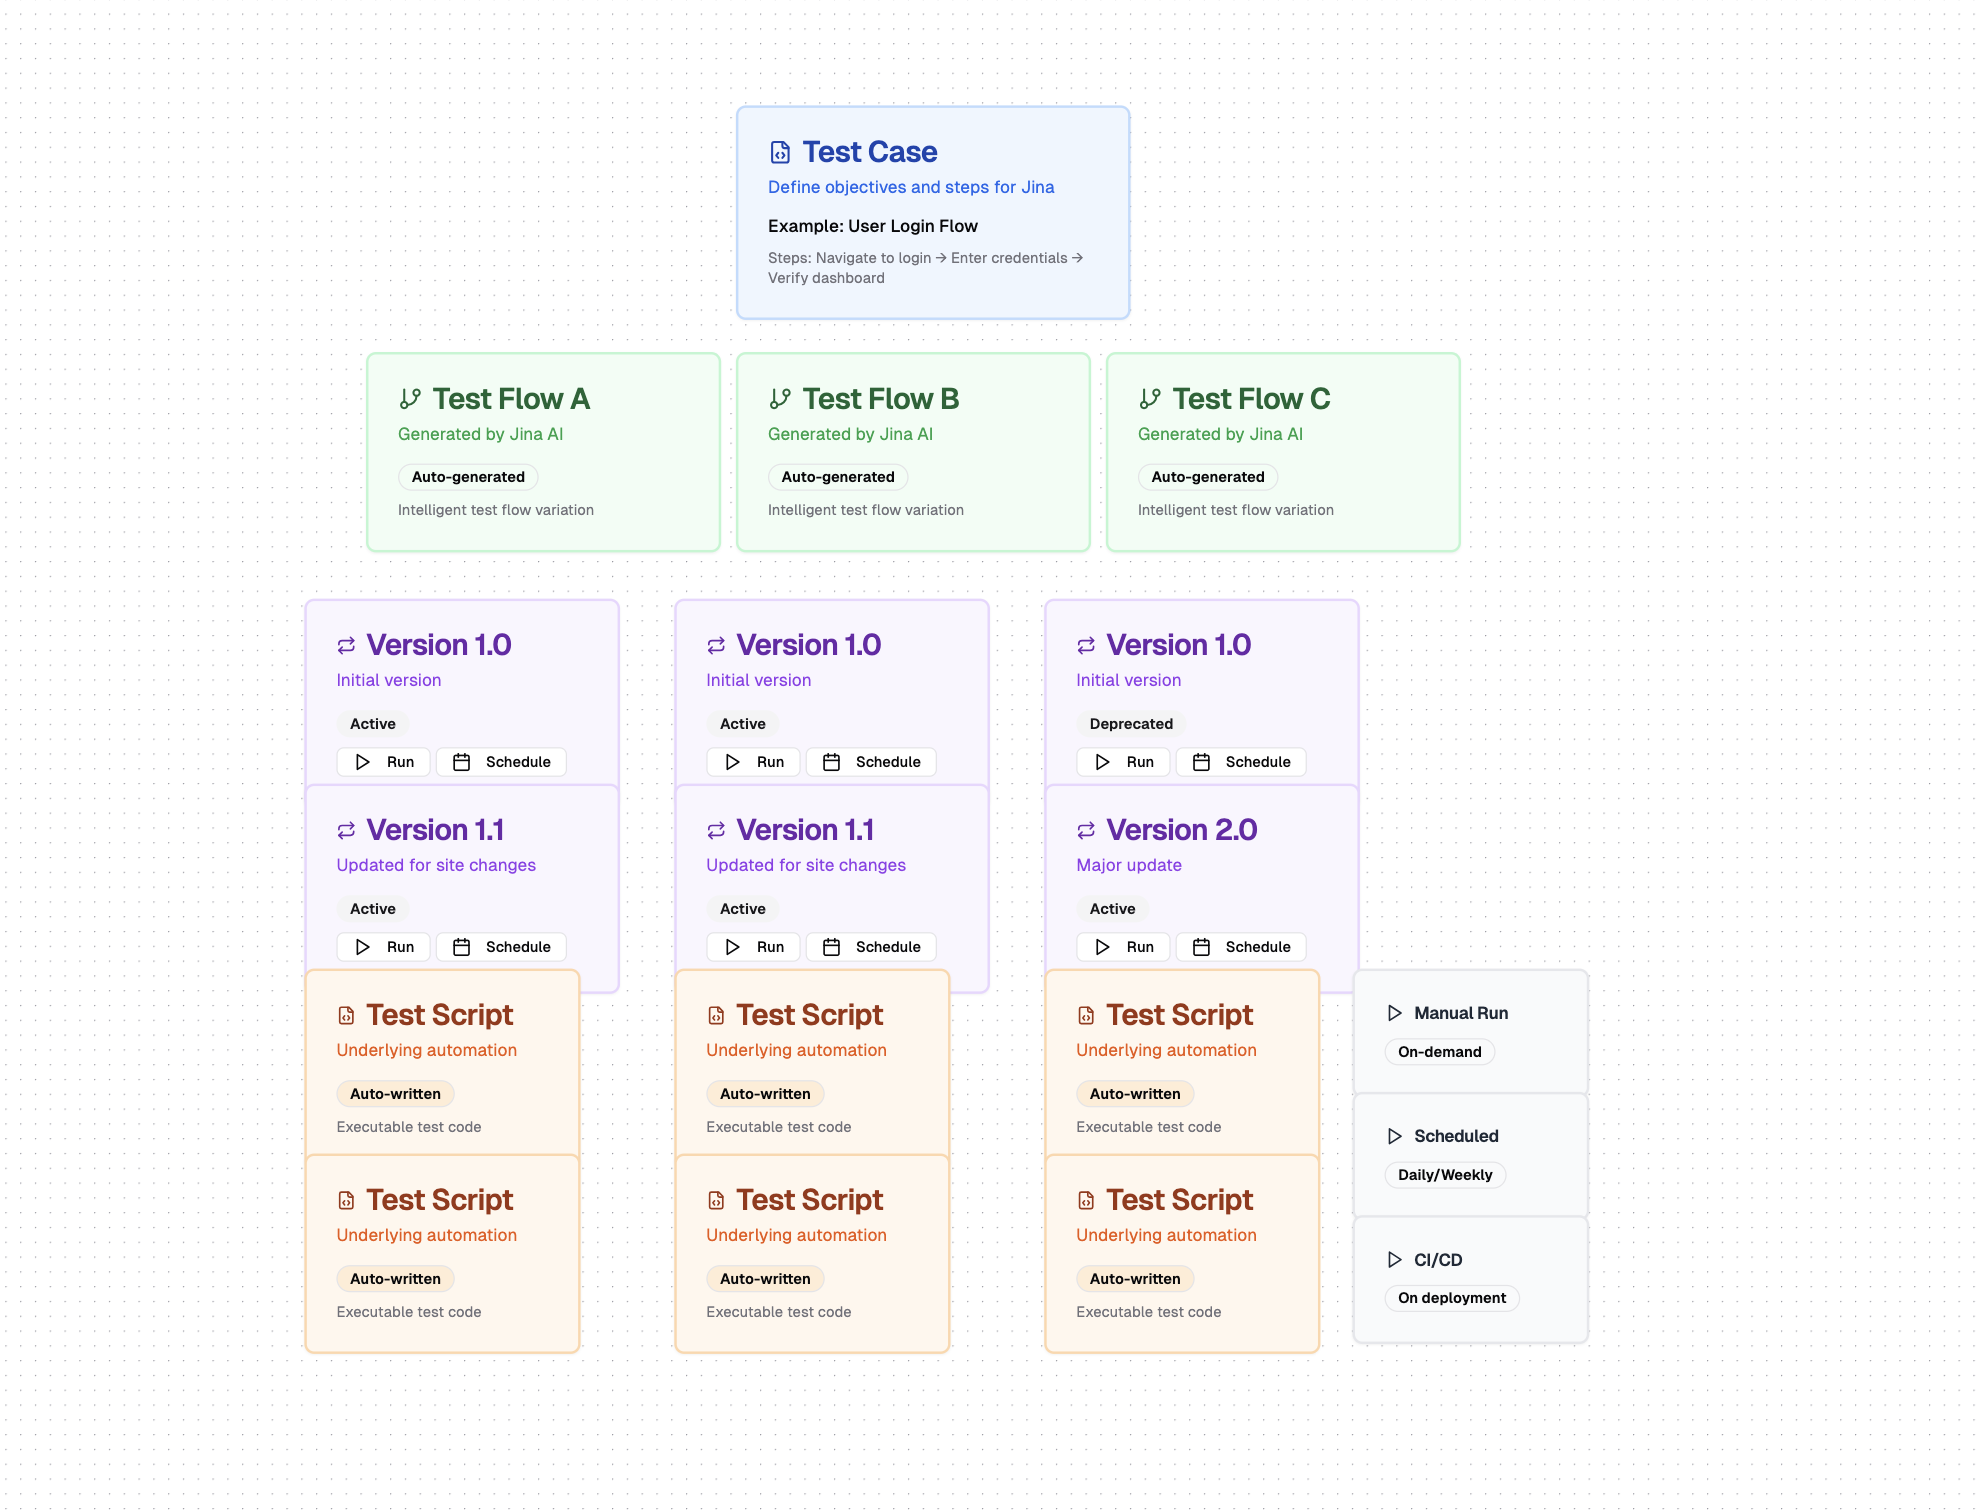 Test Case
Define objectives and steps for Jina
Example: User Login Flow
Steps: Navigate to login → Enter credentials →
Verify dashboard
Test Flow A
Generated by Jina AI
Auto-generated
Intelligent test flow variation
Test Flow B
Generated by Jina AI
Auto-generated
Intelligent test flow variation
Test Flow C
Generated by Jina AI
Auto-generated
Intelligent test flow variation
Version 1.0
Initial version
Active
Run
Schedule
Version 1.0
Initial version
Active
Run
Schedule
Version 1.0
Initial version
Deprecated
Run
Schedule
Version 1.1
Updated for site changes
Active
Run
Schedule
Version 1.1
Updated for site changes
Active
Run
Schedule
Version 2.0
Major update
Active
Run
Schedule
Test Script
Underlying automation
Auto-written
Executable test code
Test Script
Underlying automation
Auto-written
Executable test code
Test Script
Underlying automation
Auto-written
Executable test code
Manual Run
On-demand
Scheduled
Daily/Weekly
Test Script
Underlying automation
Auto-written
Executable test code
Test Script
Underlying automation
Auto-written
Executable test code
Test Script
Underlying automation
Auto-written
Executable test code
CI/CD
On deployment